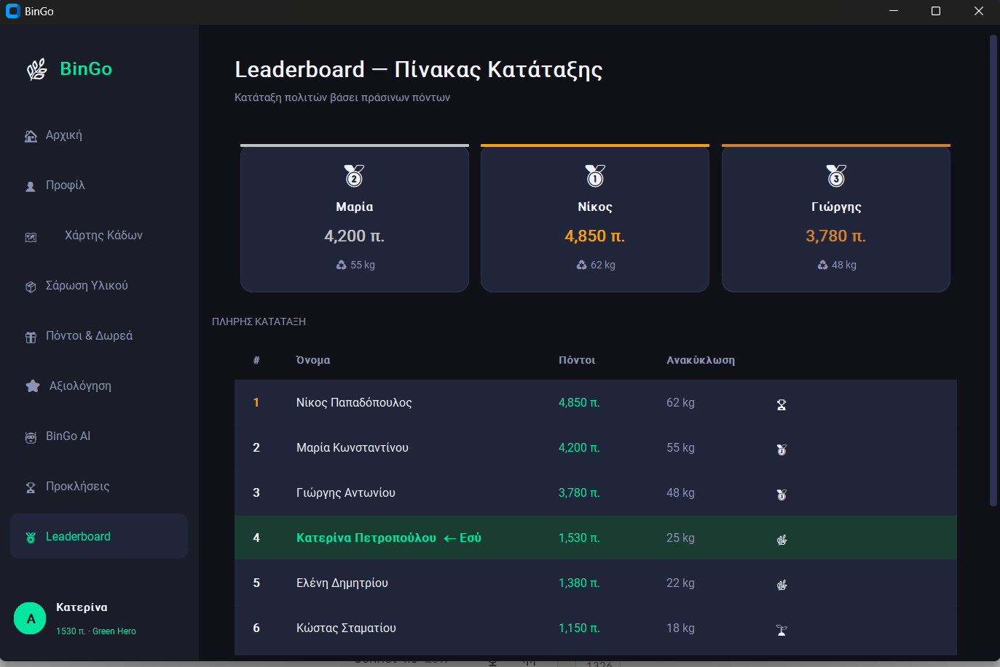 BinGo
BinGo
Αρχική
Προφίλ
Χάρτης Κάδων
Σάρωση Υλικού
Πόντοι & Δωρεά
Αξιολόγηση
BinGo AI
Προκλήσεις
Leaderboard
A
Κατερίνα
1530 π. · Green Hero
Leaderboard — Πίνακας Κατάταξης
Κατάταξη πολιτών βάσει πράσινων πόντων
2
Μαρία
4,200 π.
55 kg
1
Νίκος
4,850 π.
62 kg
3
Γιώργης
3,780 π.
48 kg
ΠΛΗΡΗΣ ΚΑΤΑΤΑΞΗ
# Όνομα Πόντοι Ανακύκλωση
1 Νίκος Παπαδόπουλος 4,850 π. 62 kg
2 Μαρία Κωνσταντίνου 4,200 π. 55 kg 2
3 Γιώργης Αντωνίου 3,780 π. 48 kg 3
4 Κατερίνα Πετροπούλου ← Εσύ 1,530 π. 25 kg
5 Ελένη Δημητρίου 1,380 π. 22 kg
6 Κώστας Σταματίου 1,150 π. 18 kg